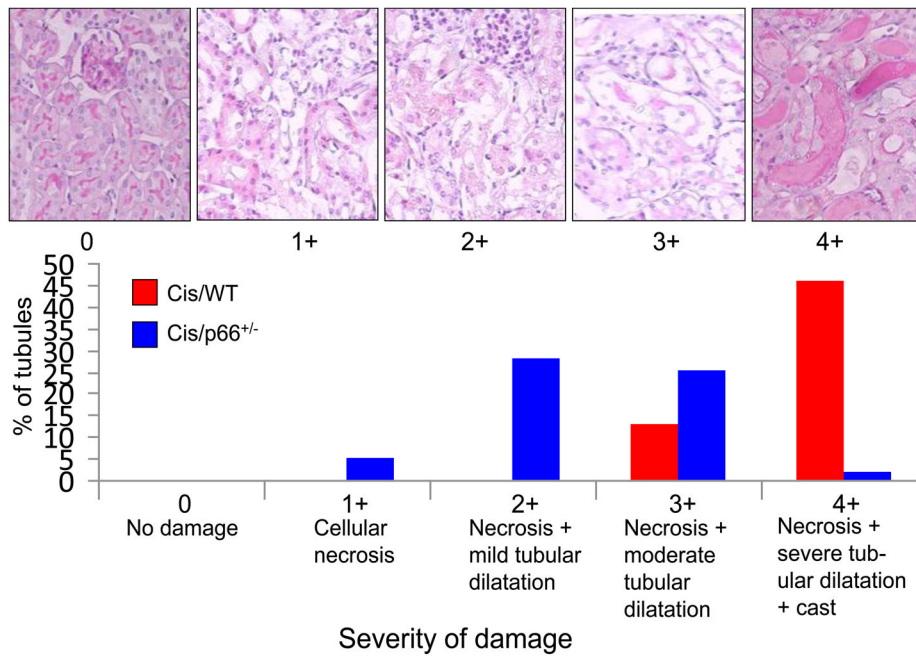 0
1+
2+
3+
4+
50
45
40
35
30
25
20
15
10
5
0
% of tubules
Cis/WT
Cis/p66+/-
0
No damage
1+
Cellular
necrosis
2+
Necrosis +
mild tubular
dilatation
3+
Necrosis +
moderate
tubular
dilatation
4+
Necrosis +
severe tub-
ular dilatation
+ cast
Severity of damage